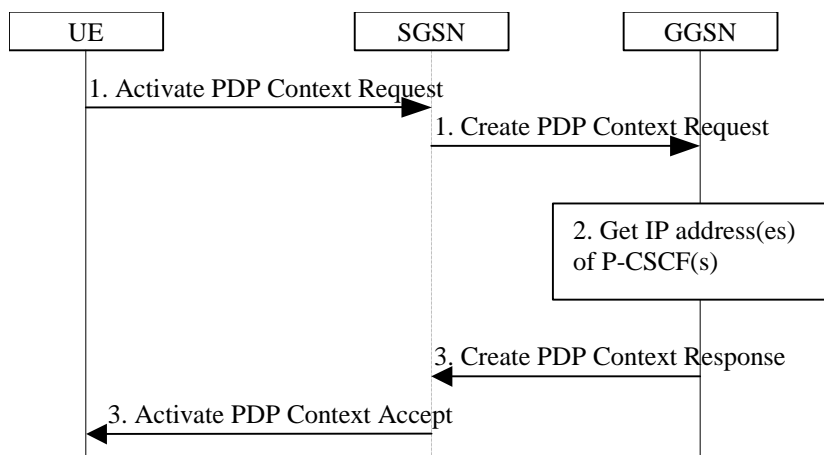 UE
SGSN
GGSN
1. Activate PDP Context Request
1. Create PDP Context Request
2. Get IP address(es)
of P-CSCF(s)
3. Create PDP Context Response
3. Activate PDP Context Accept